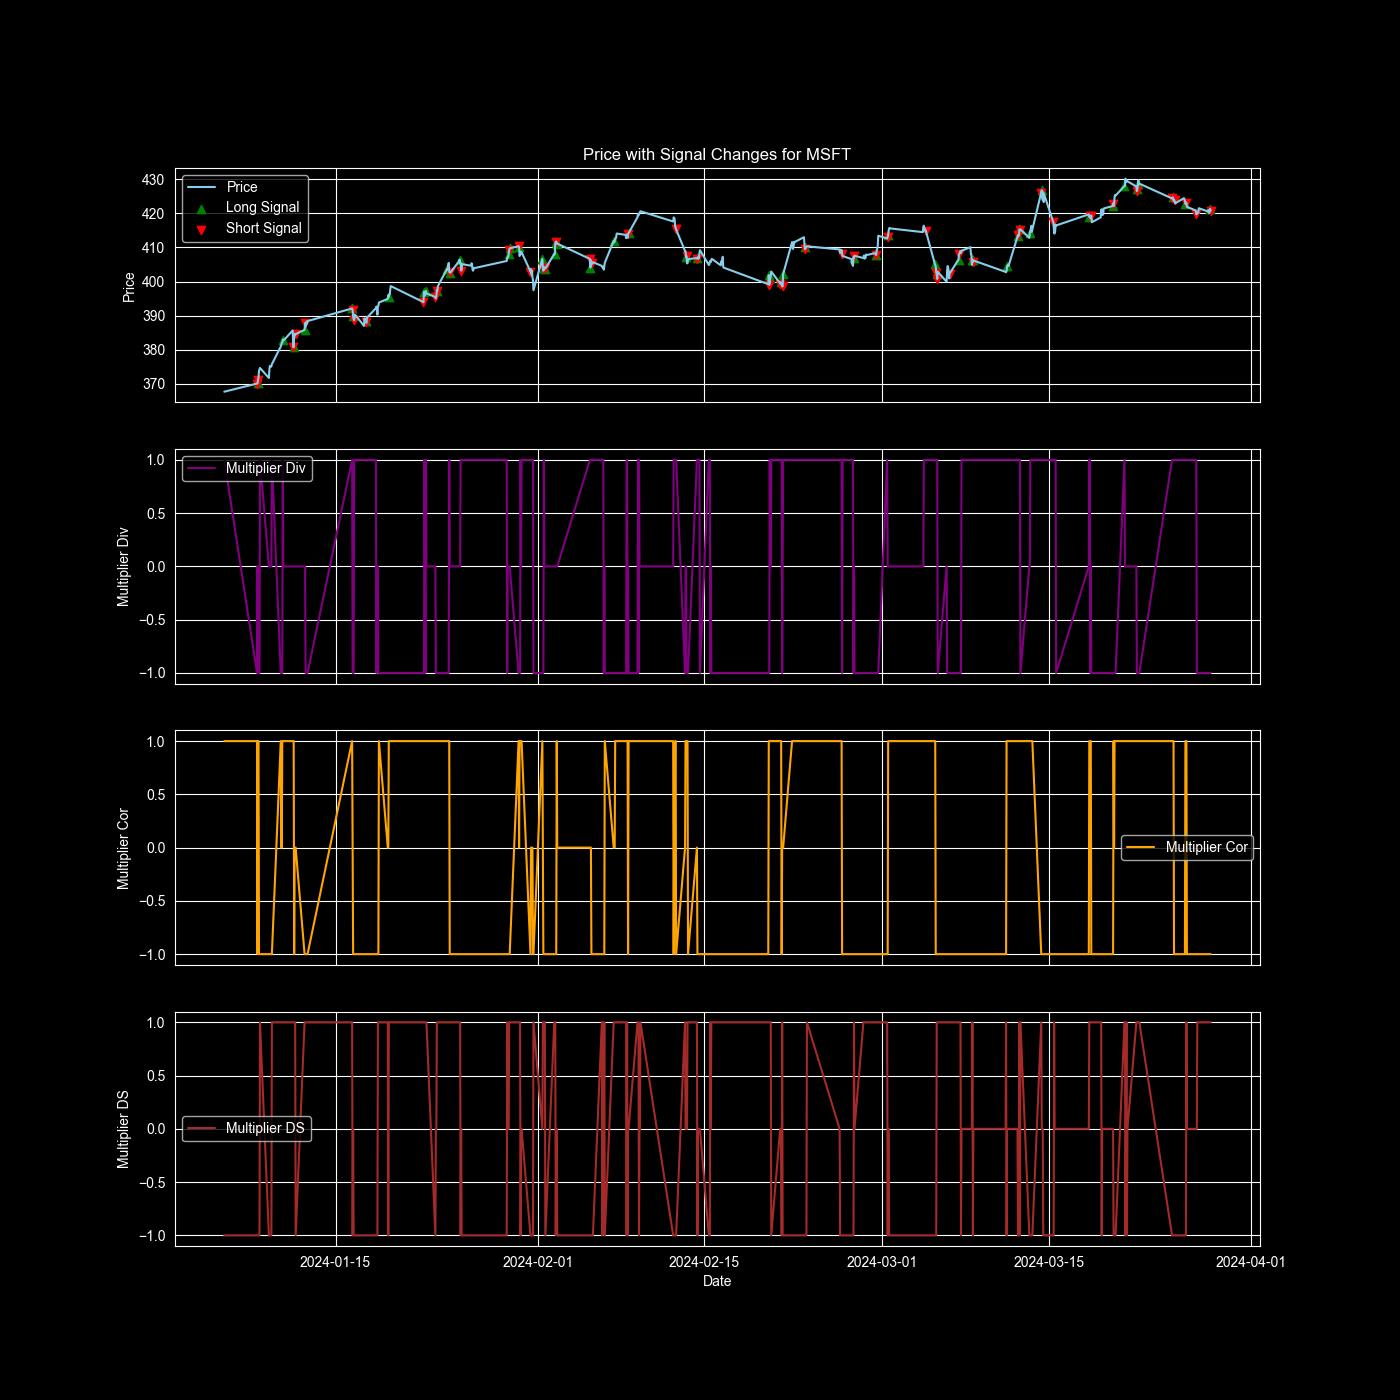 Price with Signal Changes for MSFT
430
420
410
400
390
380
370
Price
Price
Long Signal
Short Signal
1.0
0.5
0.0
−0.5
−1.0
Multiplier Div
Multiplier Div
1.0
0.5
0.0
−0.5
−1.0
Multiplier Cor
Multiplier Cor
1.0
0.5
0.0
−0.5
−1.0
Multiplier DS
Multiplier DS
2024-01-15
2024-02-01
2024-02-15
2024-03-01
2024-03-15
2024-04-01
Date